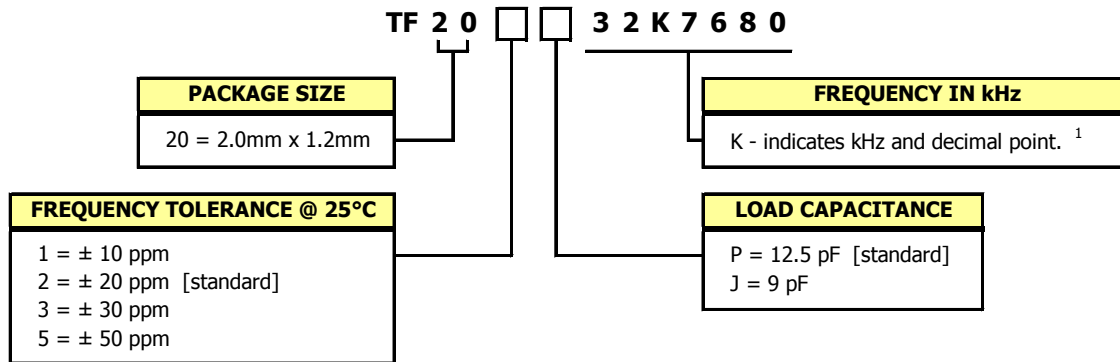 TF 2 0 3 2 K 7 6 8 0
PACKAGE SIZE
20 = 2.0mm x 1.2mm
FREQUENCY IN kHz
K - indicates kHz and decimal point. 1
FREQUENCY TOLERANCE @ 25°C
1 = ± 10 ppm
2 = ± 20 ppm [standard]
3 = ± 30 ppm
5 = ± 50 ppm
LOAD CAPACITANCE
P = 12.5 pF [standard]
J = 9 pF